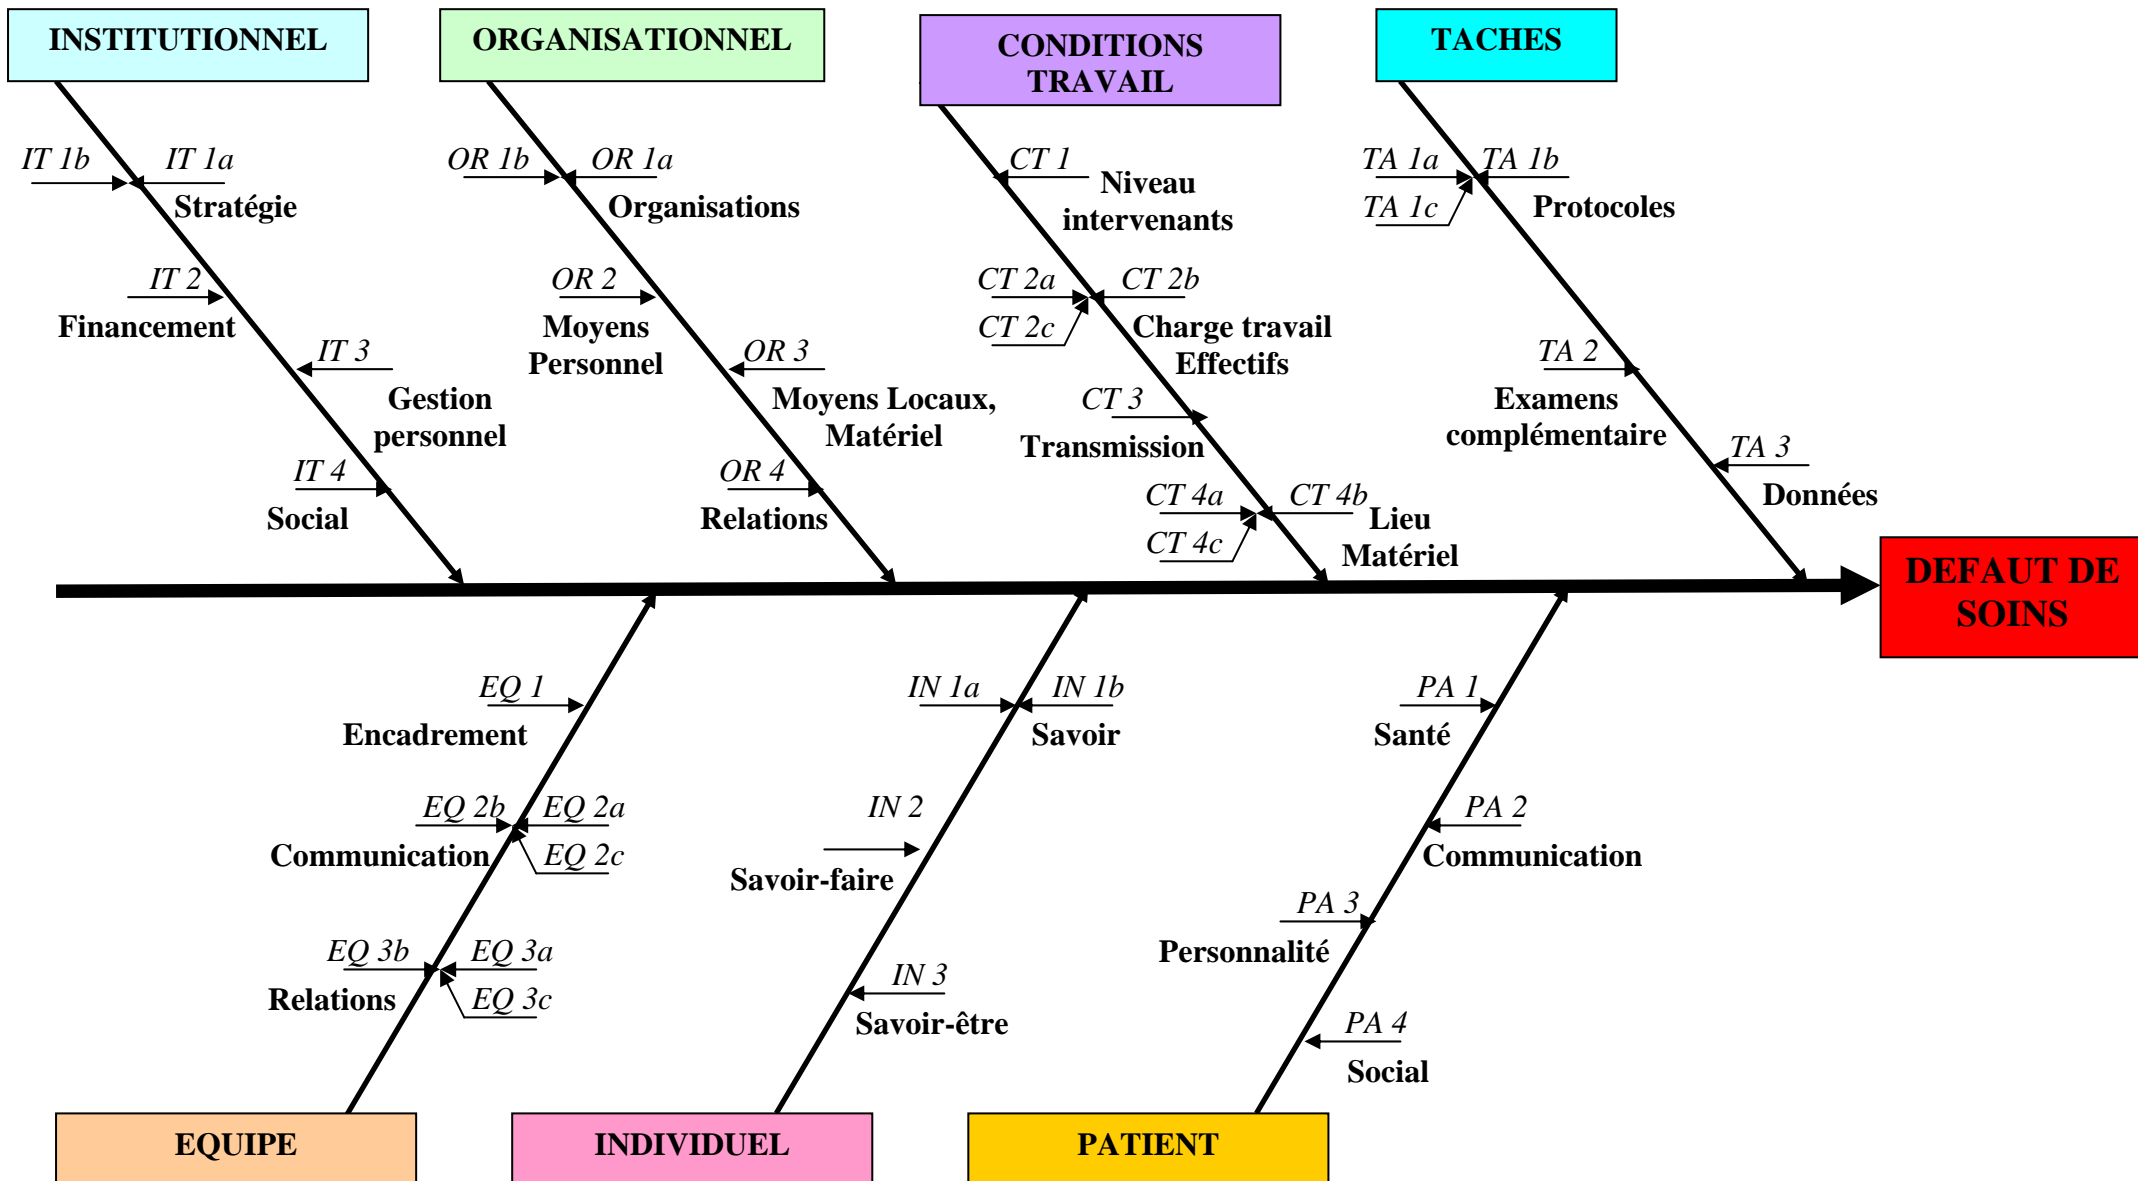 INSTITUTIONNEL
ORGANISATIONNEL
CONDITIONS
TRAVAIL
TACHES
IT 1b
IT 1a
Stratégie
IT 2
Financement
IT 3
Gestion
personnel
IT 4
Social
OR 1b
OR 1a
Organisations
OR 2
Moyens
Personnel
OR 3
Moyens Locaux,
Matériel
OR 4
Relations
CT 1
Niveau
intervenants
CT 2a
CT 2b
CT 2c
Charge travail
Effectifs
CT 3
Transmission
CT 4a
CT 4b
CT 4c
Lieu
Matériel
TA 1a
TA 1b
TA 1c
Protocoles
TA 2
Examens
complémentaire
TA 3
Données
DEFAUT DE
SOINS
EQ 1
Encadrement
EQ 2b
EQ 2a
Communication
EQ 2c
EQ 3b
EQ 3a
Relations
EQ 3c
IN 1a
IN 1b
Savoir
IN 2
Savoir-faire
IN 3
Savoir-être
PA 1
Santé
PA 2
Communication
PA 3
Personnalité
PA 4
Social
EQUIPE
INDIVIDUEL
PATIENT